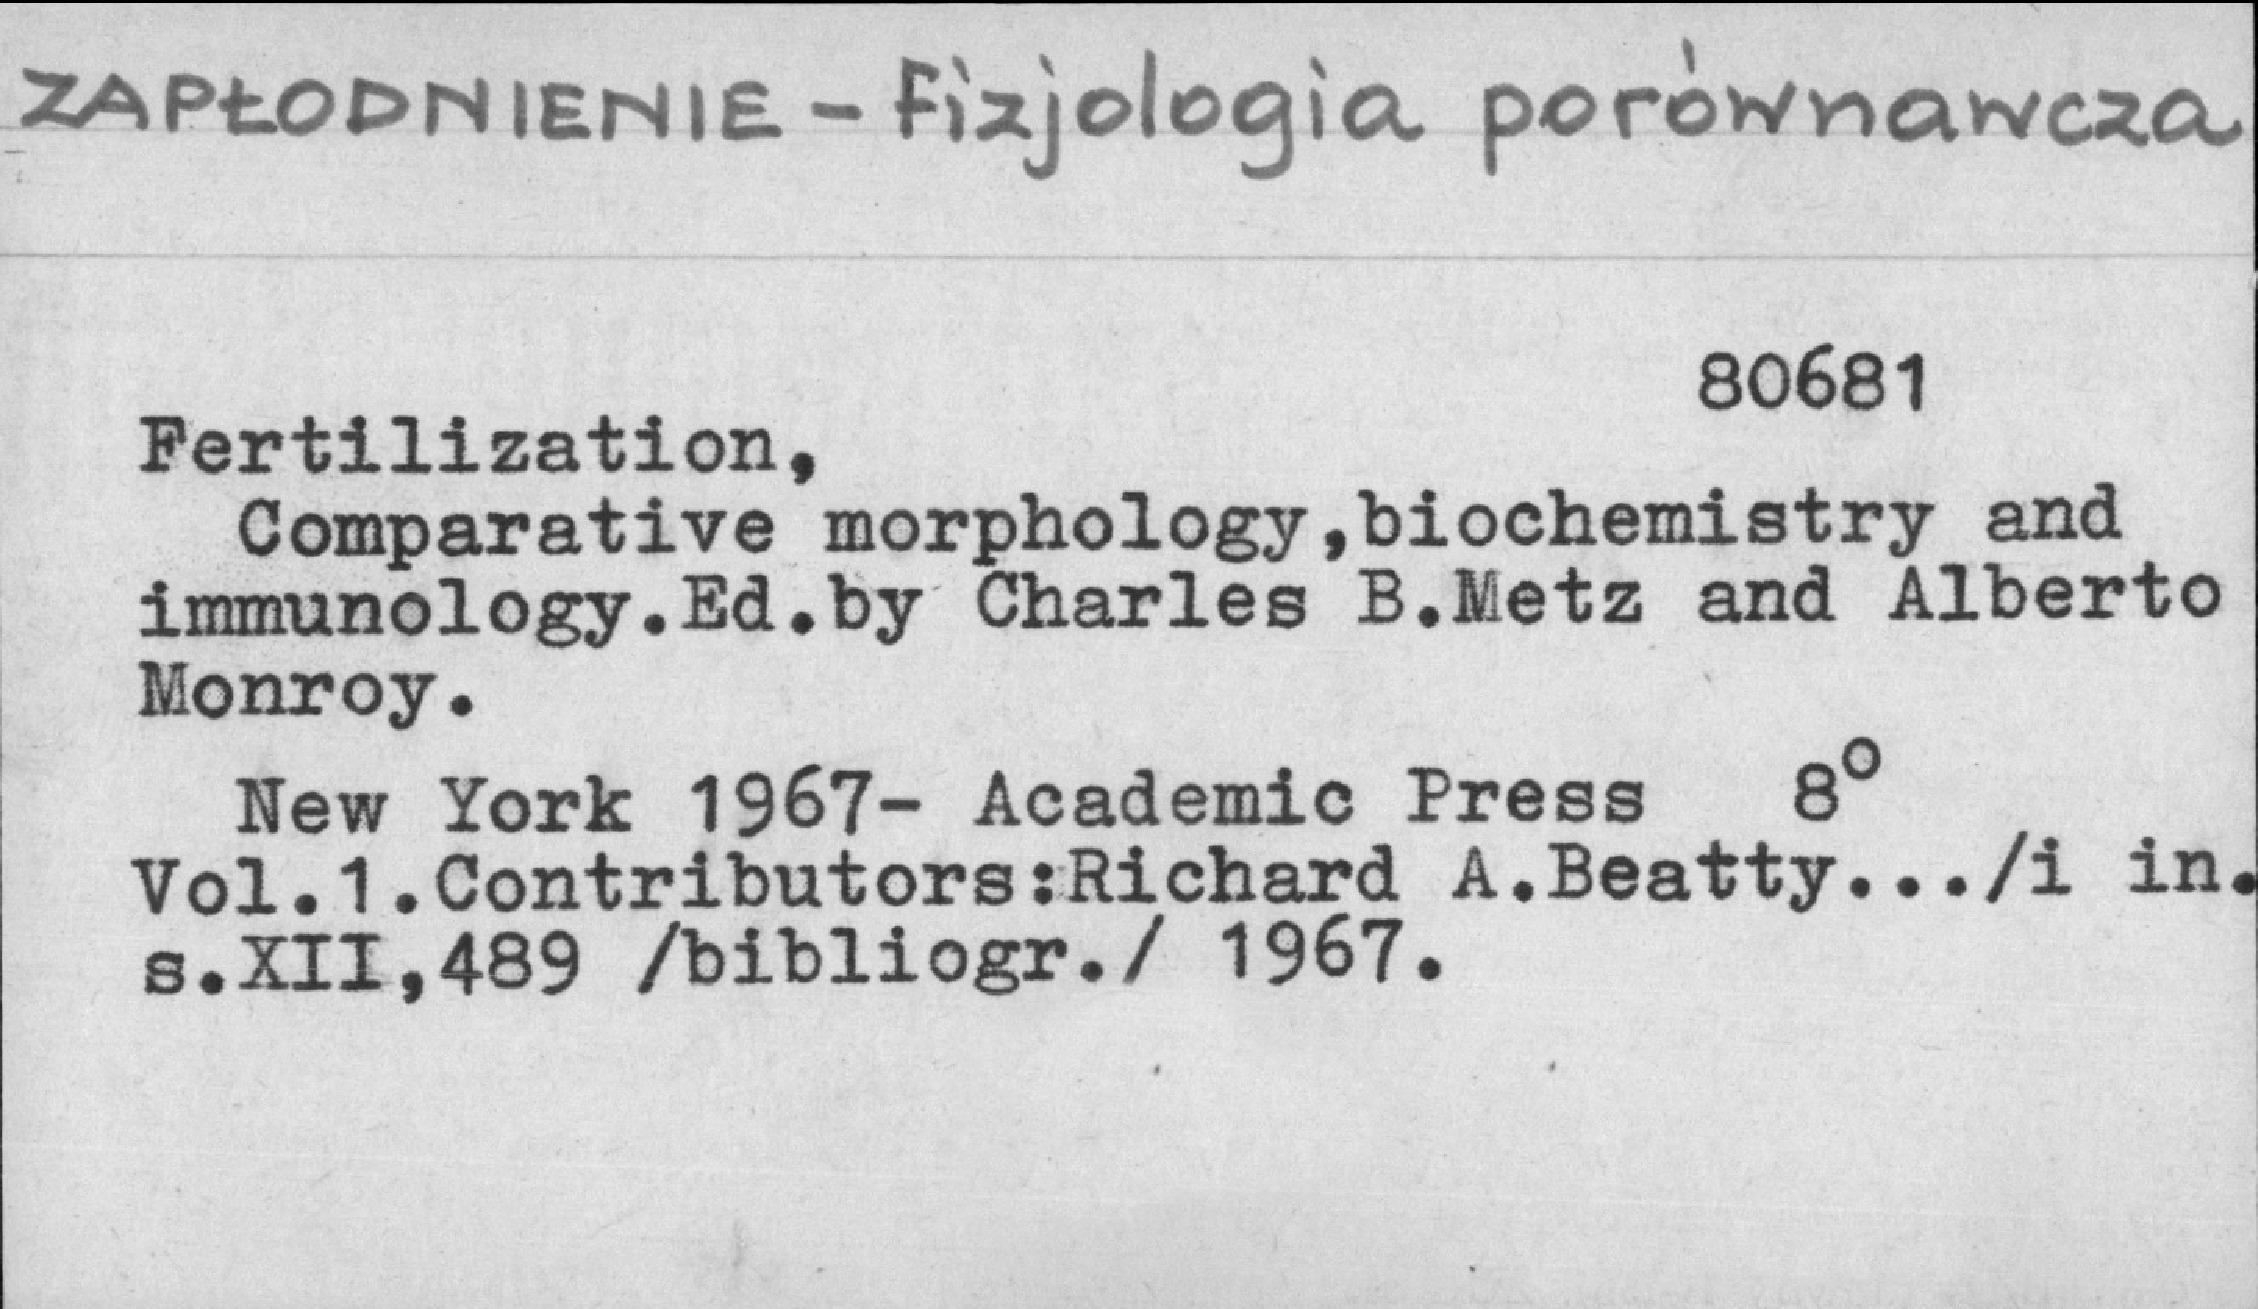 ZAPŁODNIENIE - fizjologia porównawcza
80681
Fertilization,
Comparative morphology,biochemistry and
immunology.Ed.by Charles B.Metz and Alberto
Monroy.
New York 1967- Academic Press 8°
Vol.1.Contributors:Richard A.Beatty.../i in.
s.XII,489 /bibliogr./ 1967.